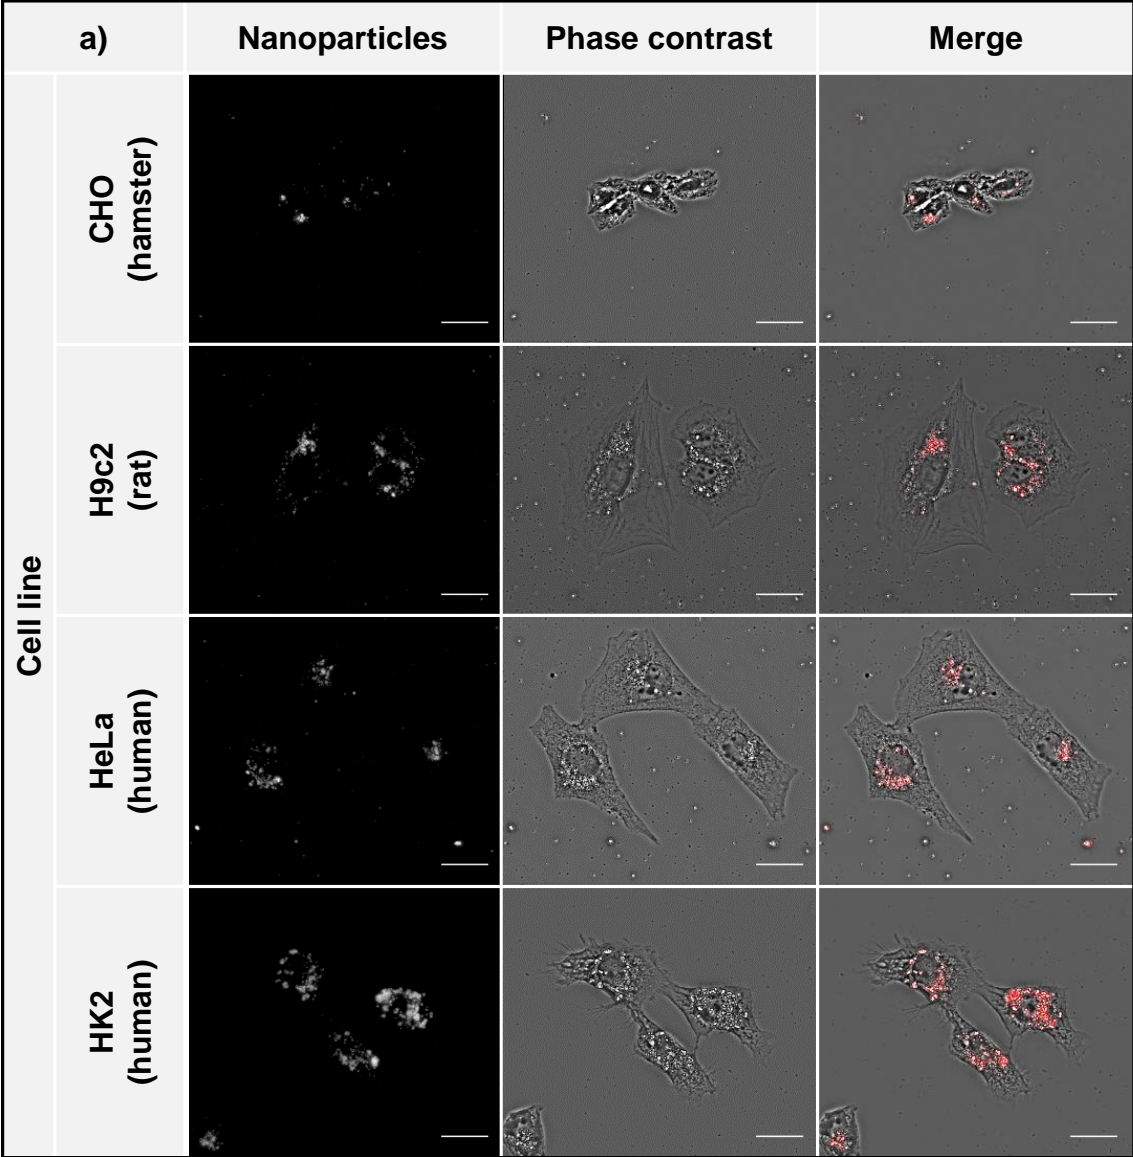 a)
Nanoparticles
Phase contrast
Merge
Cell line
CHO
(hamster)
H9c2
(rat)
HeLa
(human)
HK2
(human)